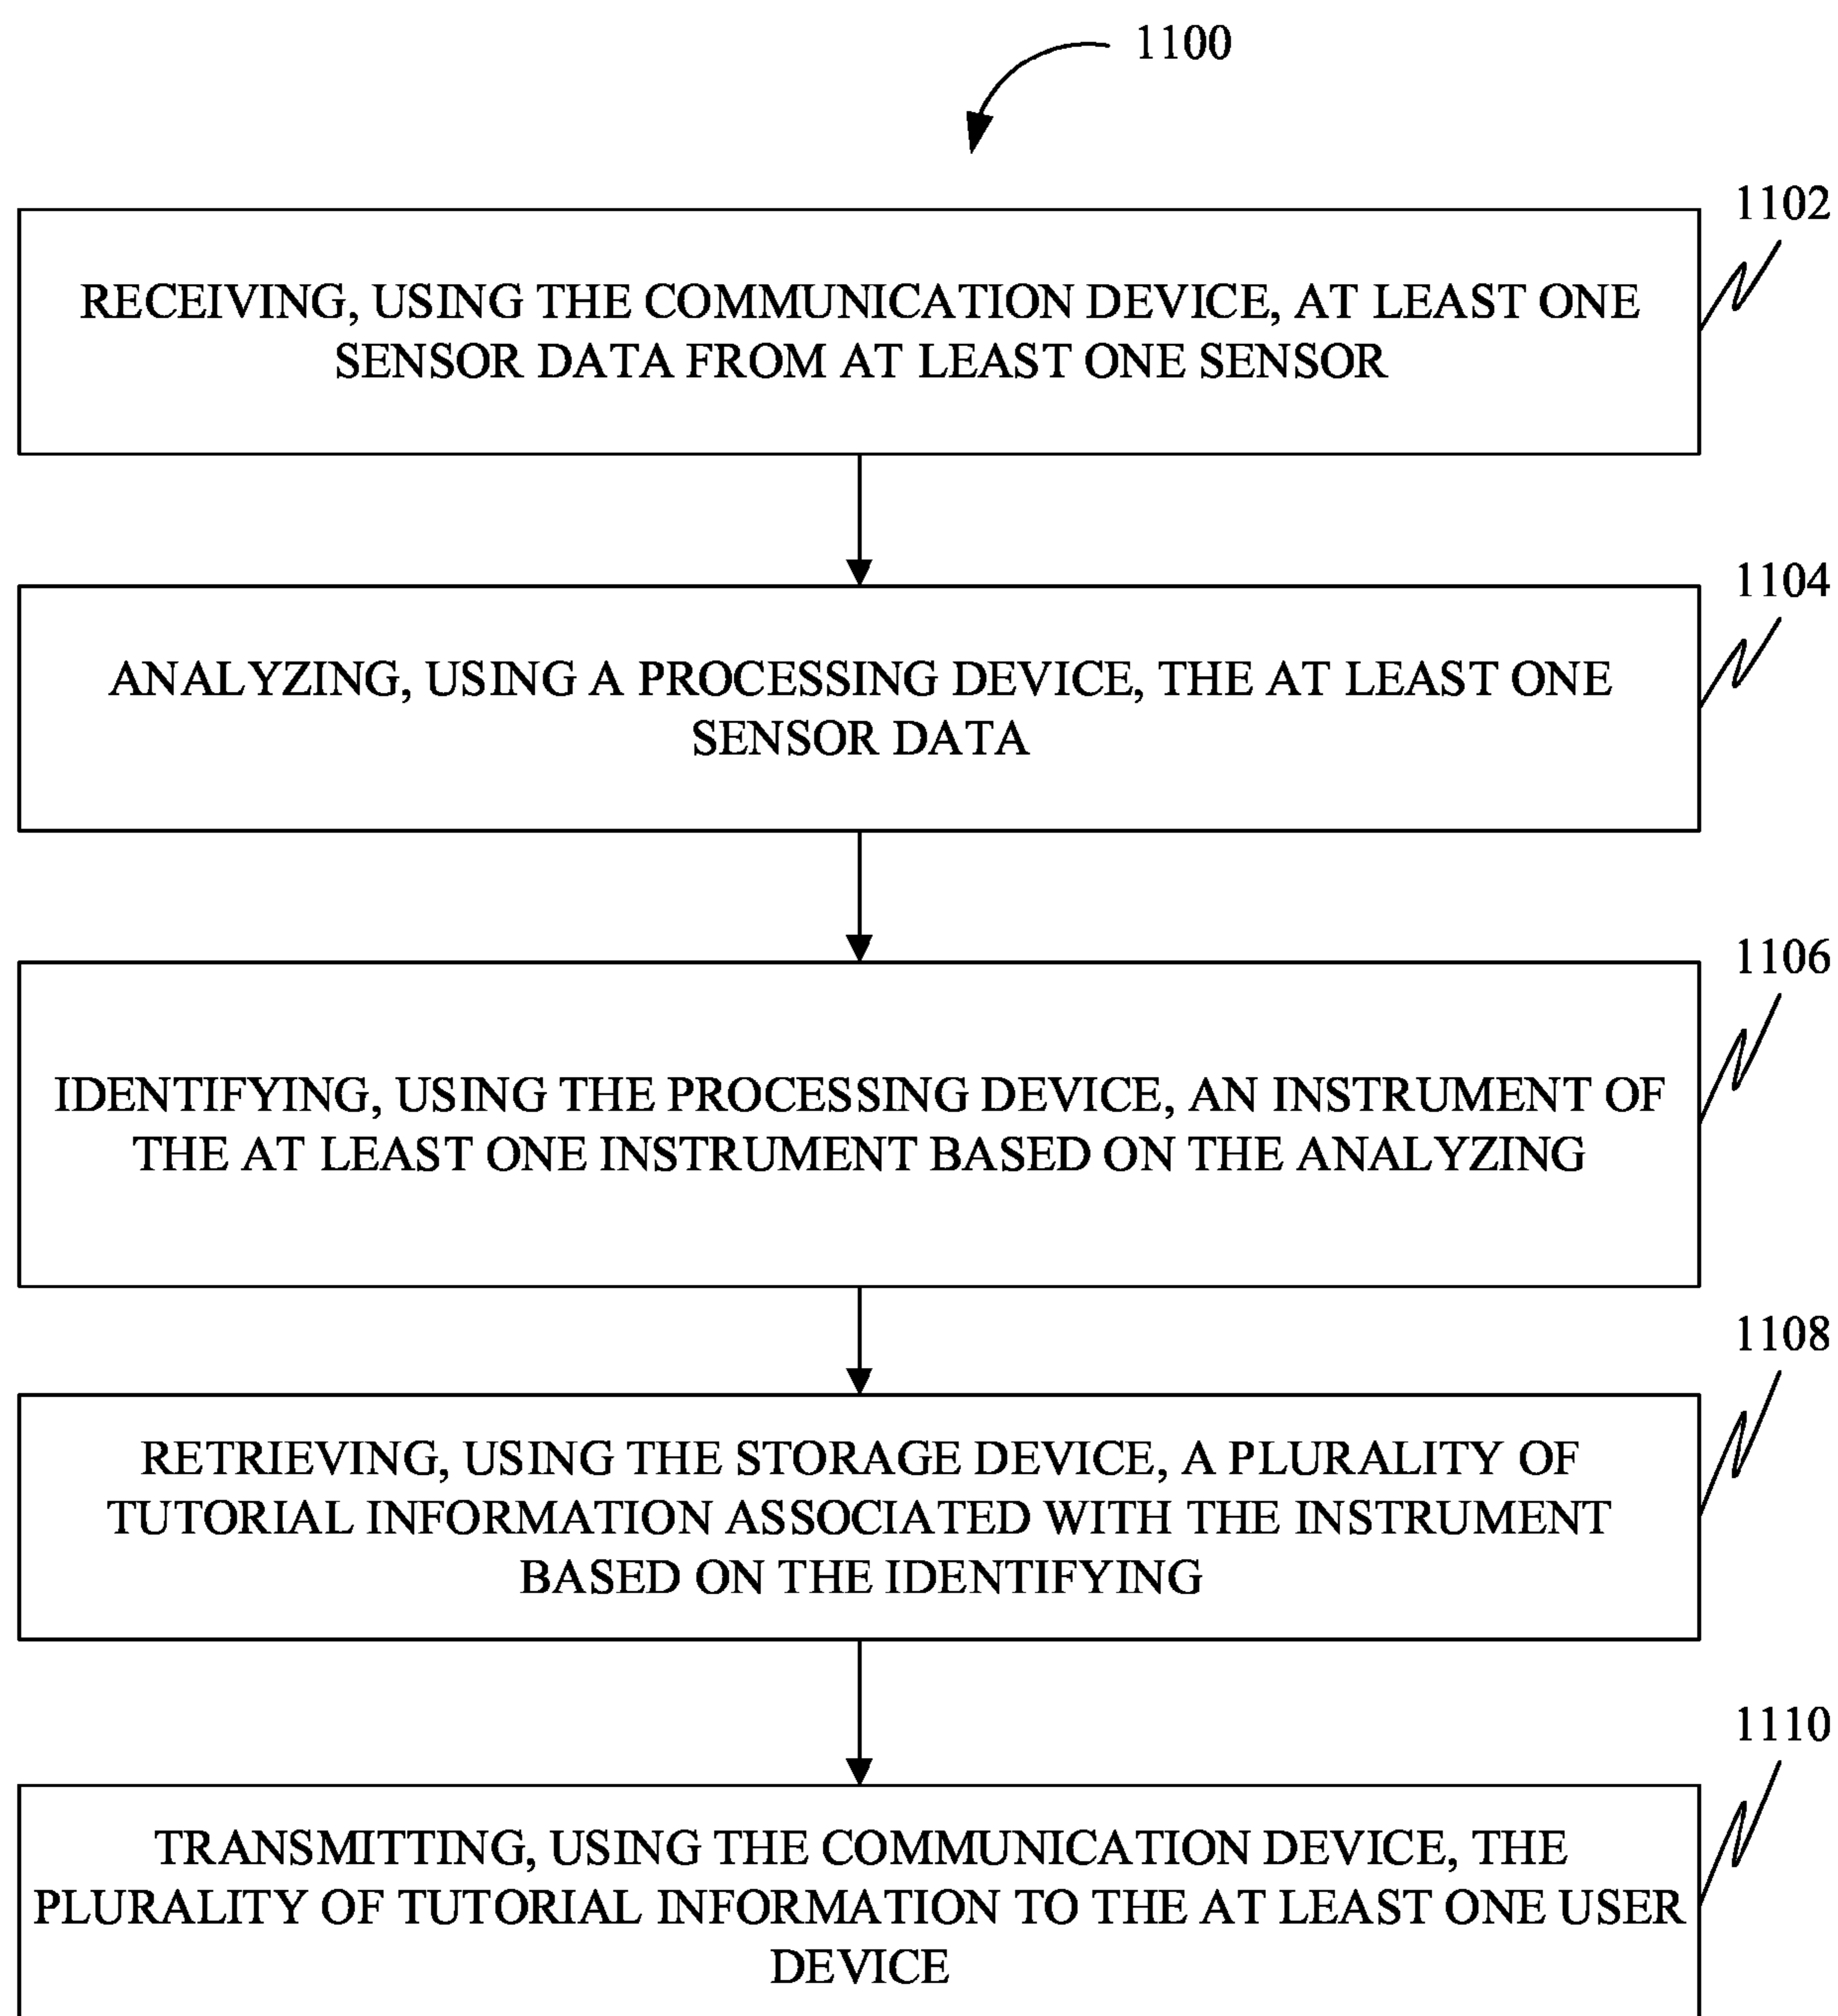 1100
1102
RECEIVING, USING THE COMMUNICATION DEVICE, AT LEAST ONE
SENSOR DATA FROM AT LEAST ONE SENSOR
1104
ANALYZING, USING A PROCESSING DEVICE, THE AT LEAST ONE
SENSOR DATA
1106
IDENTIFYING, USING THE PROCESSING DEVICE, AN INSTRUMENT OF
THE AT LEAST ONE INSTRUMENT BASED ON THE ANALYZING
1108
RETRIEVING, USING THE STORAGE DEVICE, A PLURALITY OF
TUTORIAL INFORMATION ASSOCIATED WITH THE INSTRUMENT
BASED ON THE IDENTIFYING
1110
TRANSMITTING, USING THE COMMUNICATION DEVICE, THE
PLURALITY OF TUTORIAL INFORMATION TO THE AT LEAST ONE USER
DEVICE